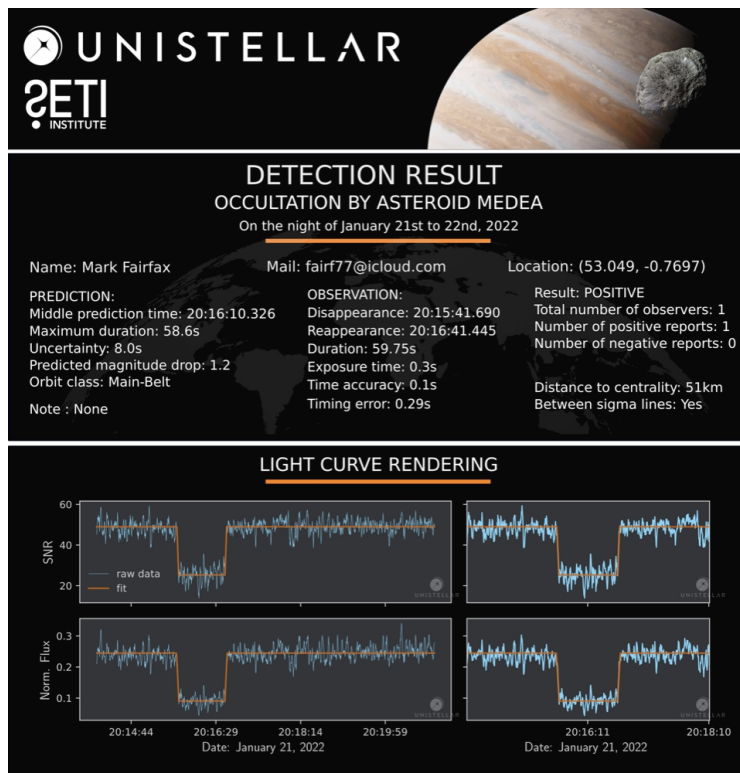 UNISTELLAR
SETI
INSTITUTE
DETECTION RESULT
OCCULTATION BY ASTEROID MEDEA
On the night of January 21st to 22nd, 2022
Name: Mark Fairfax
Mail: fairf77@icloud.com
Location: (53.049, -0.7697)
PREDICTION:
Middle prediction time: 20:16:10.326
Maximum duration: 58.6s
Uncertainty: 8.0s
Predicted magnitude drop: 1.2
Orbit class: Main-Belt
Note : None
OBSERVATION:
Disappearance: 20:15:41.690
Reappearance: 20:16:41.445
Duration: 59.75s
Exposure time: 0.3s
Time accuracy: 0.1s
Timing error: 0.29s
Result: POSITIVE
Total number of observers: 1
Number of positive reports: 1
Number of negative reports: 0
Distance to centrality: 51km
Between sigma lines: Yes
LIGHT CURVE RENDERING
60
40
20
SNR
raw data
fit
UNISTELLAR
UNISTELLAR
0.3
0.2
0.1
Norm. Flux
UNISTELLAR
UNISTELLAR
20:14:44
20:16:29
20:18:14
20:19:59
Date: January 21, 2022
20:16:11
20:18:10
Date: January 21, 2022